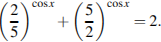 (2/5)^{cos x} + (5/2)^{cos x} = 2.